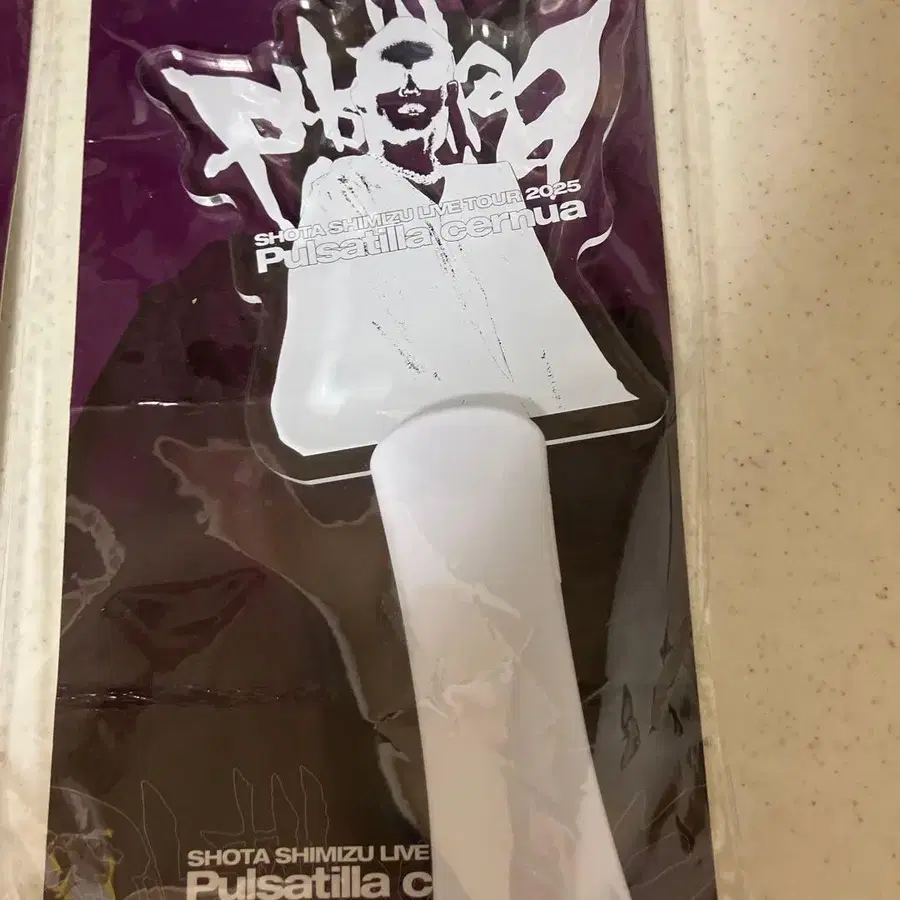 SHOTA SHIMIZU LIVE TOUR 2025
Pulsatilla cernua
SHOTA SHIMIZU LIVE
Pulsatilla c